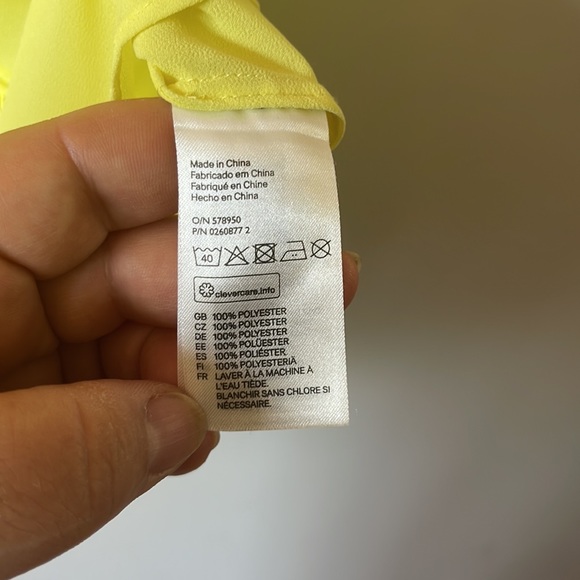 Made in China
Fabricado em China
Fabriqué en Chine
Hecho en China
O/N 578950
P/N 0260877 2
40
clevercare.info
GB 100% POLYESTER
CZ 100% POLYESTER
DE 100% POLYESTER
EE 100% POLÜESTER
ES 100% POLIÉSTER
FI 100% POLYESTERIÄ
FR LAVER À LA MACHINE À
L'EAU TIÈDE.
BLANCHIR SANS CHLORE SI
NÉCESSAIRE.